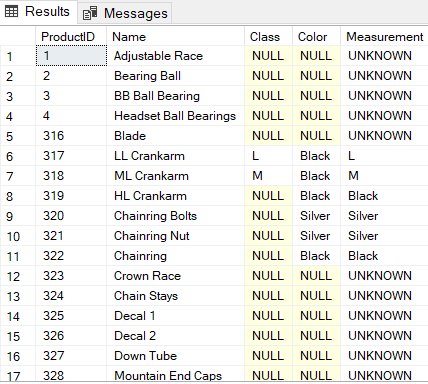 Results Messages
ProductID Name Class Color Measurement
1 1 Adjustable Race NULL NULL UNKNOWN
2 2 Bearing Ball NULL NULL UNKNOWN
3 3 BB Ball Bearing NULL NULL UNKNOWN
4 4 Headset Ball Bearings NULL NULL UNKNOWN
5 316 Blade NULL NULL UNKNOWN
6 317 LL Crankarm L Black L
7 318 ML Crankarm M Black M
8 319 HL Crankarm NULL Black Black
9 320 Chainring Bolts NULL Silver Silver
10 321 Chainring Nut NULL Silver Silver
11 322 Chainring NULL Black Black
12 323 Crown Race NULL NULL UNKNOWN
13 324 Chain Stays NULL NULL UNKNOWN
14 325 Decal 1 NULL NULL UNKNOWN
15 326 Decal 2 NULL NULL UNKNOWN
16 327 Down Tube NULL NULL UNKNOWN
17 328 Mountain End Caps NULL NULL UNKNOWN